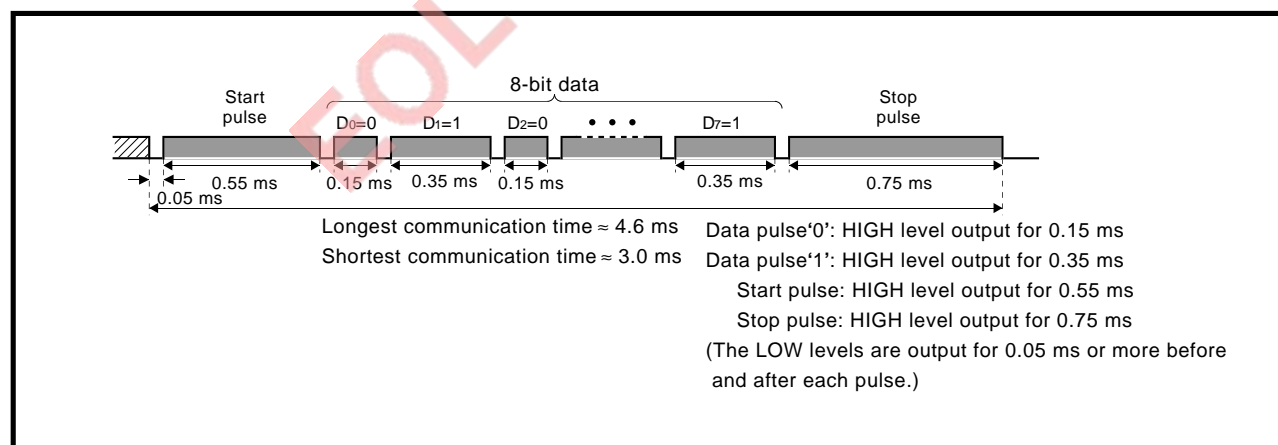 EOL
8-bit data
Start
pulse
Stop
pulse
D0=0 D1=1 D2=0 • • • D7=1
0.55 ms 0.15 ms 0.35 ms 0.15 ms 0.35 ms 0.75 ms
0.05 ms
Longest communication time ≈ 4.6 ms
Shortest communication time ≈ 3.0 ms
Data pulse‘0’: HIGH level output for 0.15 ms
Data pulse‘1’: HIGH level output for 0.35 ms
Start pulse: HIGH level output for 0.55 ms
Stop pulse: HIGH level output for 0.75 ms
(The LOW levels are output for 0.05 ms or more before
and after each pulse.)